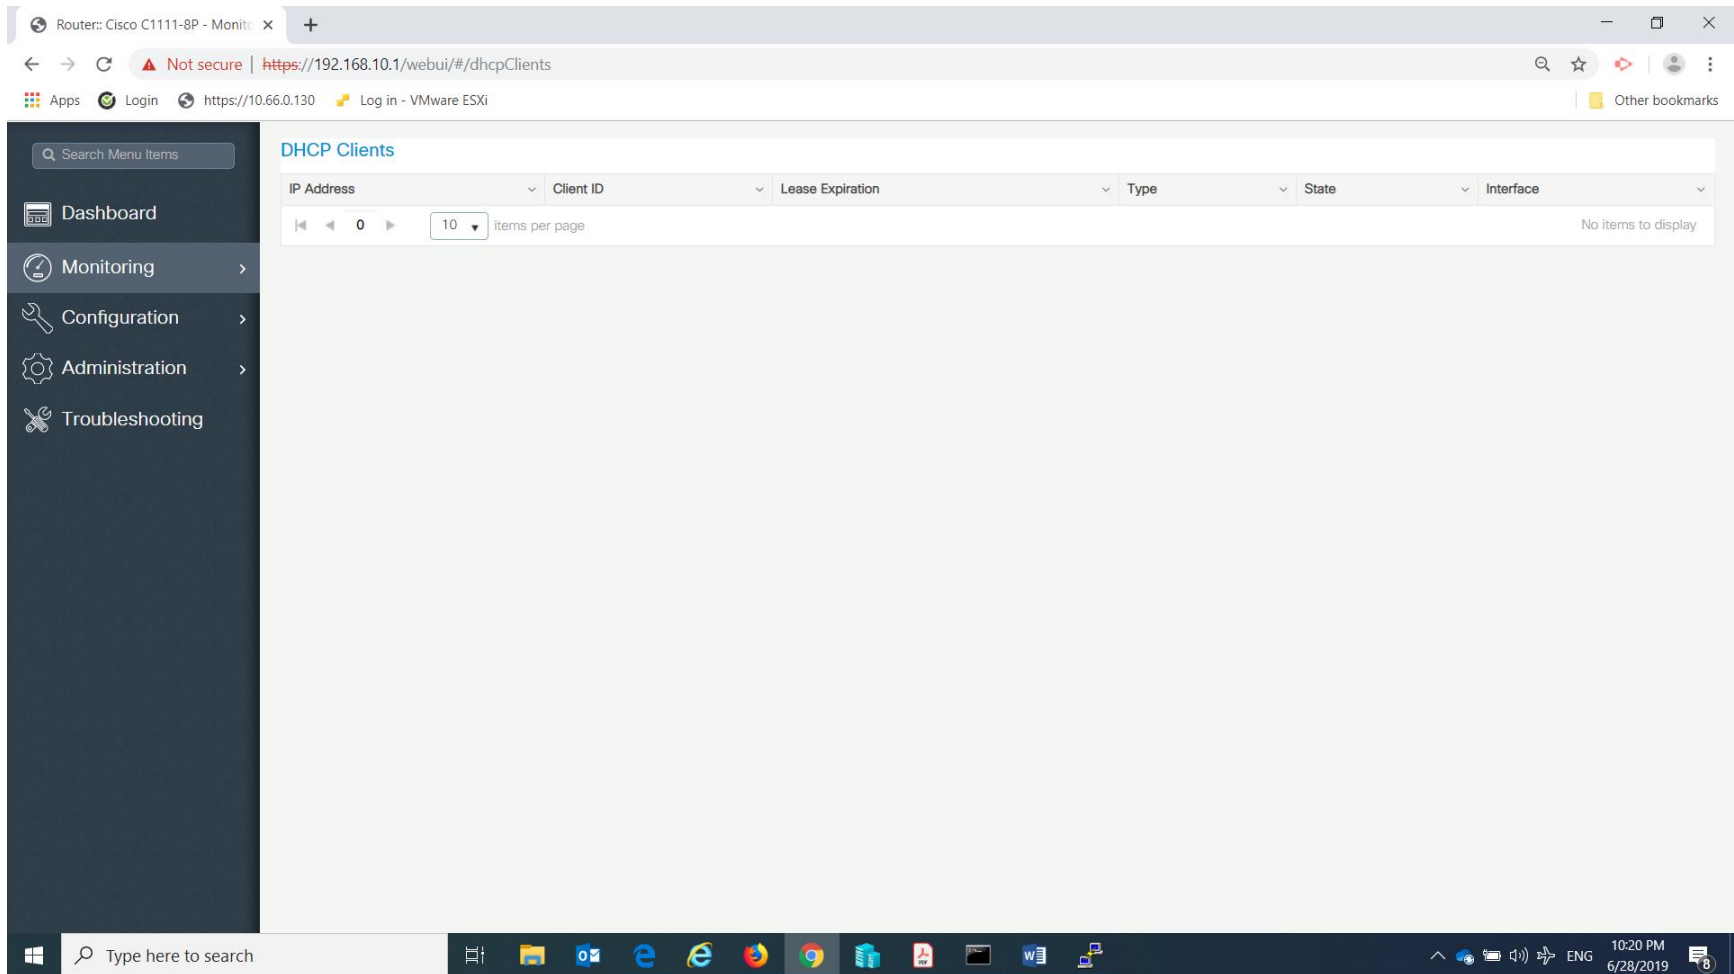 Router:: Cisco C1111-8P - Monito
Not secure | https://192.168.10.1/webui/#/dhcpClients
Apps Login https://10.66.0.130 Log in - VMware ESXi Other bookmarks
Search Menu Items
Dashboard
Monitoring
Configuration
Administration
Troubleshooting
DHCP Clients
IP Address Client ID Lease Expiration Type State Interface
0 10 items per page No items to display
Type here to search
ENG
10:20 PM
6/28/2019
8